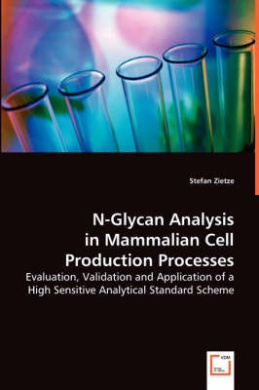 Stefan Zietze
N-Glycan Analysis
in Mammalian Cell
Production Processes
Evaluation, Validation and Application of a
High Sensitive Analytical Standard Scheme
VDM